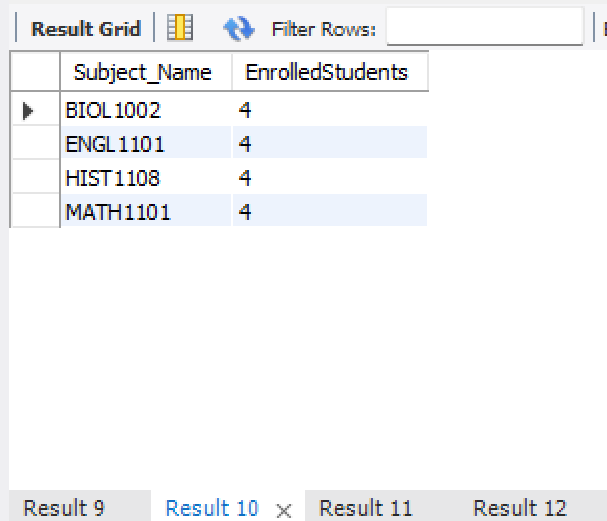 Result Grid Filter Rows: E
Subject_Name EnrolledStudents
BIOL1002 4
ENGL1101 4
HIST1108 4
MATH1101 4
Result 9 Result 10 × Result 11 Result 12